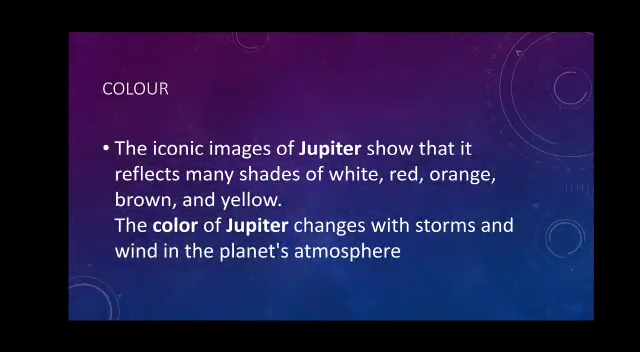 COLOUR
• The iconic images of Jupiter show that it
reflects many shades of white, red, orange,
brown, and yellow.
The color of Jupiter changes with storms and
wind in the planet's atmosphere